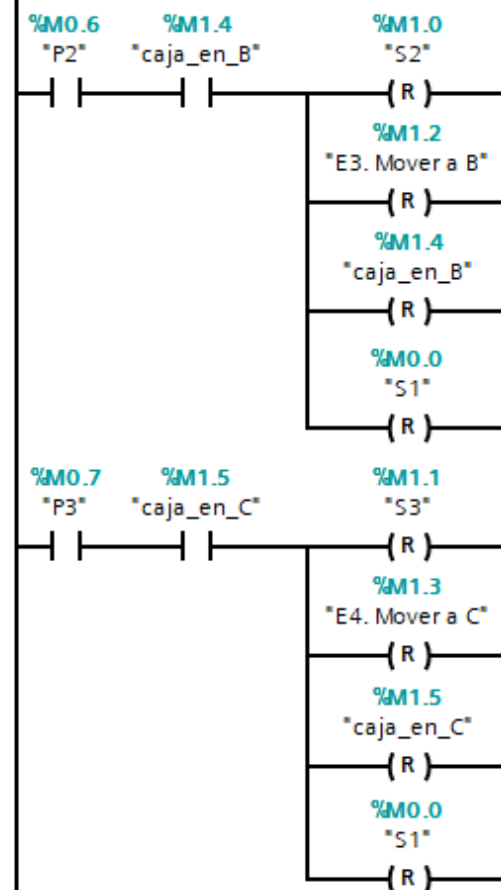 %M0.6 %M1.4 %M1.0
"P2" "caja_en_B" "S2"
R
%M1.2
"E3. Mover a B"
R
%M1.4
"caja_en_B"
R
%M0.0
"S1"
R
%M0.7 %M1.5 %M1.1
"P3" "caja_en_C" "S3"
R
%M1.3
"E4. Mover a C"
R
%M1.5
"caja_en_C"
R
%M0.0
"S1"
R